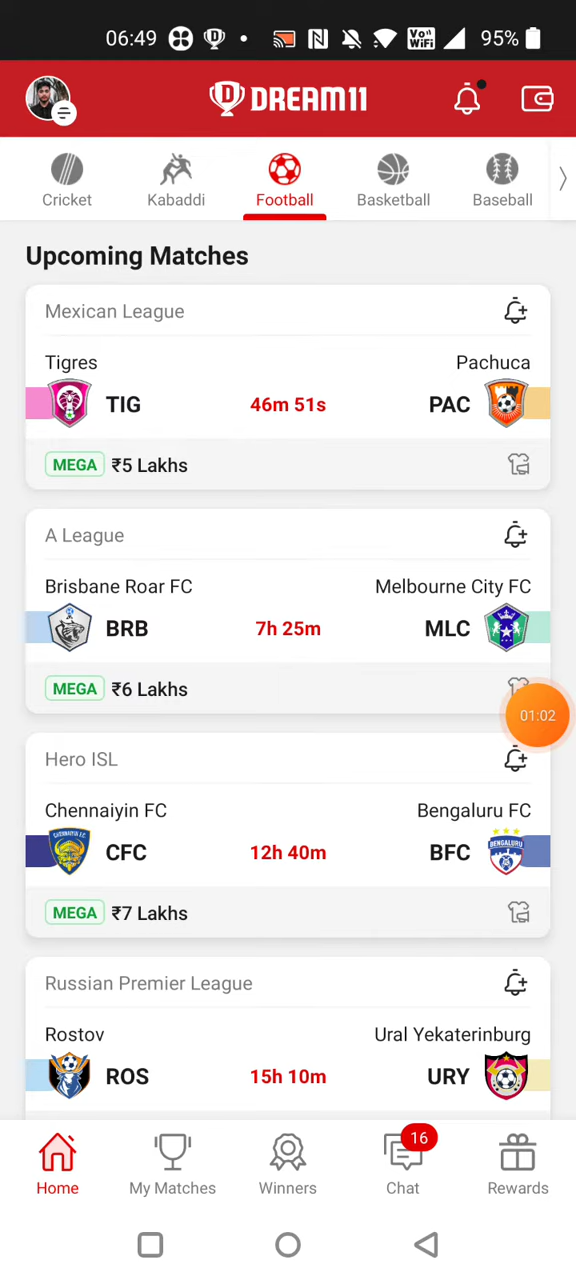 06:49 Vo)) WiFi 95%
DREAM11
Cricket Kabaddi Football Basketball Baseball
Upcoming Matches
Mexican League
Tigres Pachuca
TIG 46m 51s PAC
MEGA ₹5 Lakhs
A League
Brisbane Roar FC Melbourne City FC
BRB 7h 25m MLC
MEGA ₹6 Lakhs
01:02
Hero ISL
Chennaiyin FC Bengaluru FC
CFC 12h 40m BFC
MEGA ₹7 Lakhs
Russian Premier League
Rostov Ural Yekaterinburg
ROS 15h 10m URY
16
Home My Matches Winners Chat Rewards